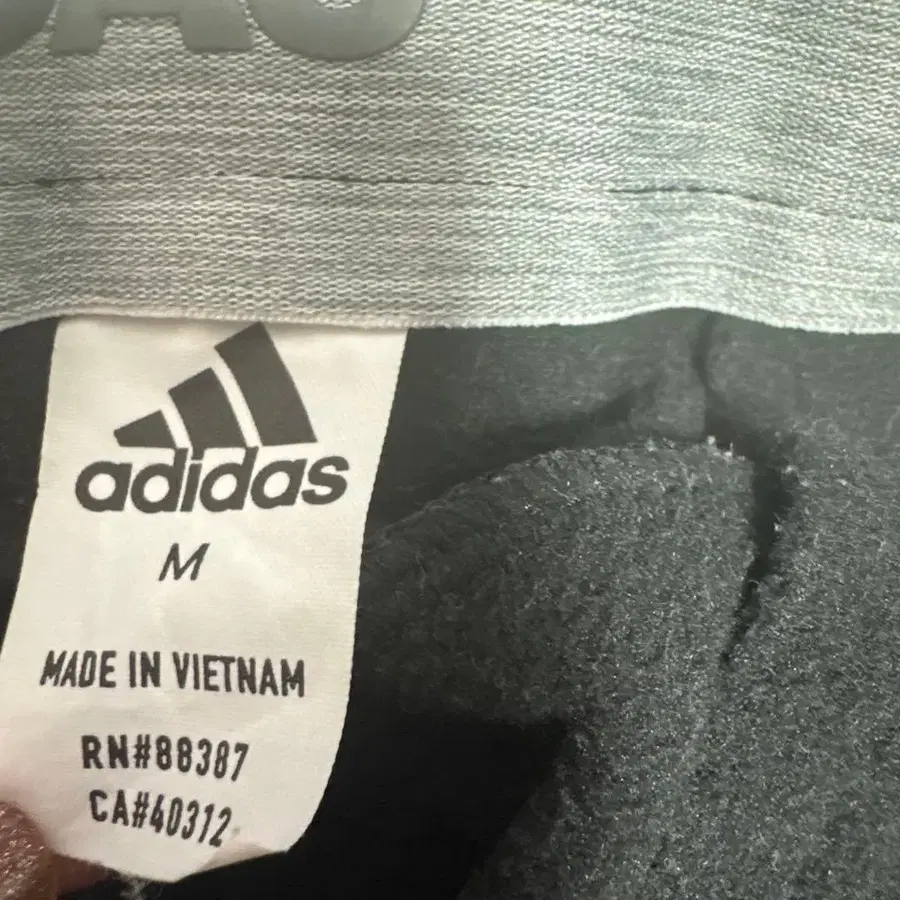 adidas
M
MADE IN VIETNAM
RN#88387
CA#40312